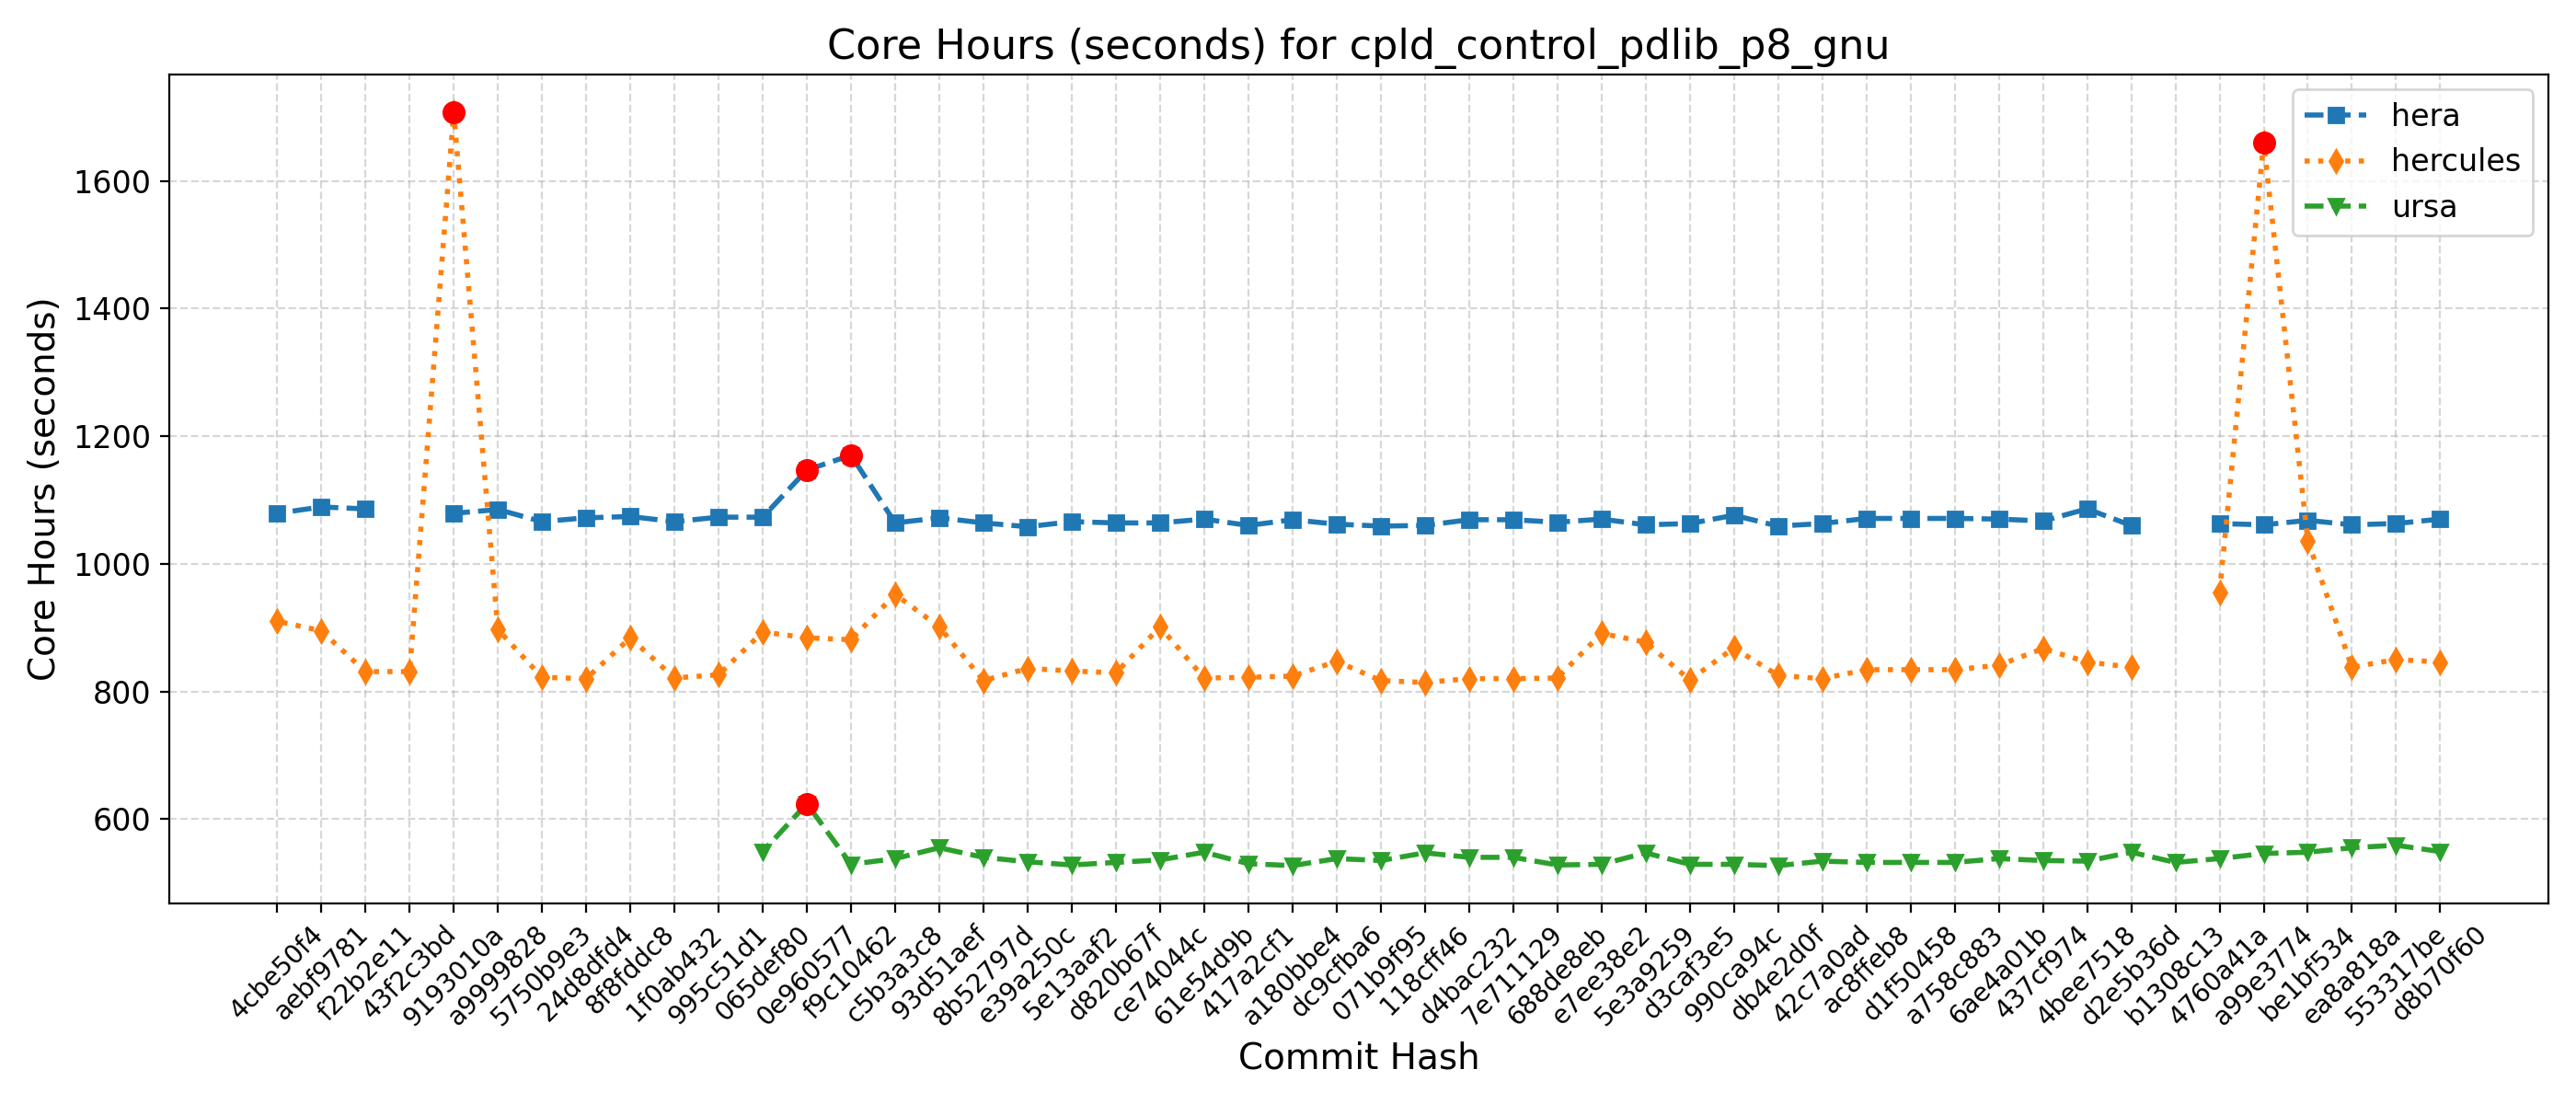 Core Hours (seconds) for cpld_control_pdlib_p8_gnu
hera
hercules
ursa
Core Hours (seconds)
1600
1400
1200
1000
800
600
4cbe50f4
aebf9781
f22b2e11
43f2c3bd
9193010a
a9999828
5750b9e3
24d8dfd4
8f8fddc8
1f0ab432
995c51d1
065def80
0e960577
f9c10462
c5b3a3c8
93d51aef
8b52797d
e39a250c
5e13aaf2
d820b67f
ce74044c
61e54d9b
417a2cf1
a180bbe4
dc9cfba6
071b9f95
118cff46
d4bac232
7e711129
688de8eb
e7ee38e2
5e3a9259
d3caf3e5
990ca94c
db4e2d0f
42c7a0ad
ac8ffeb8
d1f50458
a758c883
6ae4a01b
437cf974
4bee7518
d2e5b36d
b1308c13
4760a41a
a99e3774
be1bf534
ea8a818a
553317be
d8b70f60
Commit Hash